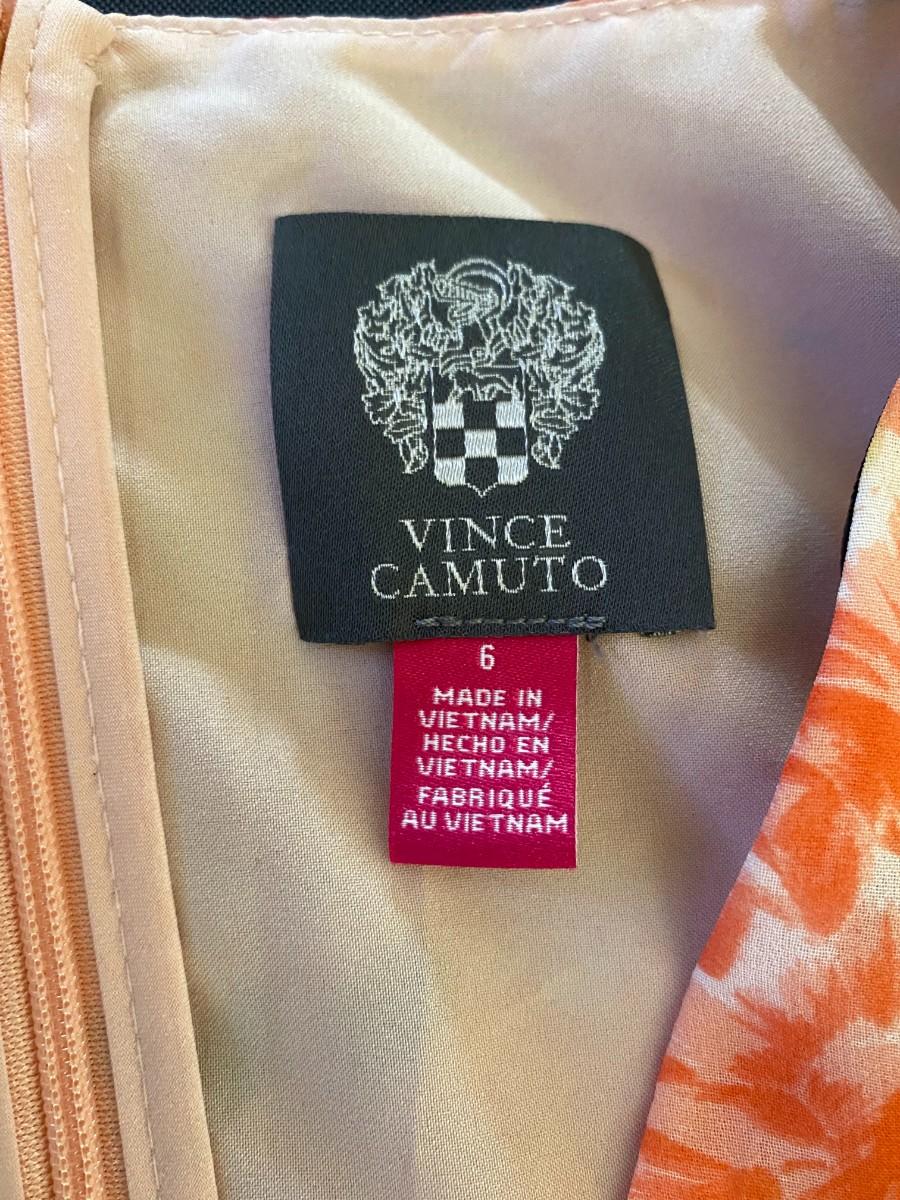 VINCE
CAMUTO
6
MADE IN
VIETNAM/
HECHO EN
VIETNAM/
FABRIQUÉ
AU VIETNAM